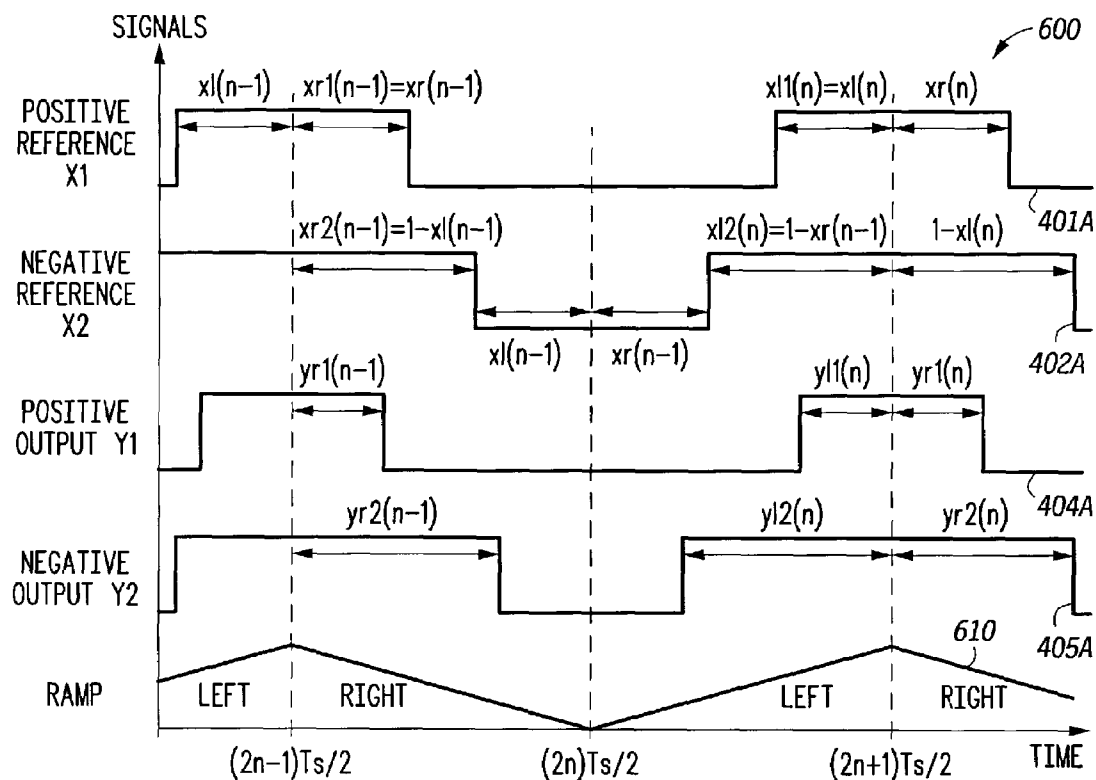 SIGNALS
600
xl(n-1)
xr1(n-1)=xr(n-1)
xl1(n)=xl(n)
xr(n)
POSITIVE
REFERENCE
X1
401A
xr2(n-1)=1-xl(n-1)
xl2(n)=1-xr(n-1)
1-xl(n)
NEGATIVE
REFERENCE
X2
xl(n-1)
xr(n-1)
402A
yr1(n-1)
yl1(n)
yr1(n)
POSITIVE
OUTPUT Y1
404A
yr2(n-1)
yl2(n)
yr2(n)
NEGATIVE
OUTPUT Y2
405A
610
RAMP
LEFT
RIGHT
LEFT
RIGHT
(2n-1)Ts/2
(2n)Ts/2
(2n+1)Ts/2
TIME